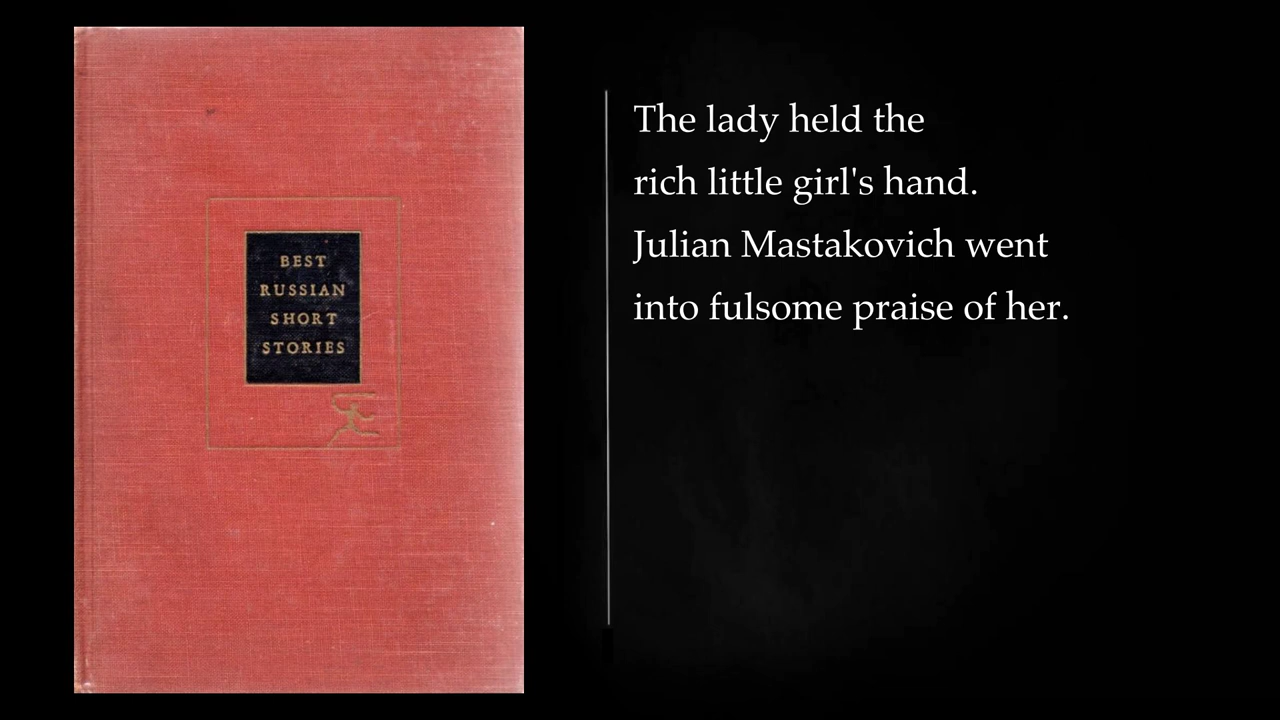 BEST
RUSSIAN
SHORT
STORIES
The lady held the
rich little girl's hand.
Julian Mastakovich went
into fulsome praise of her.